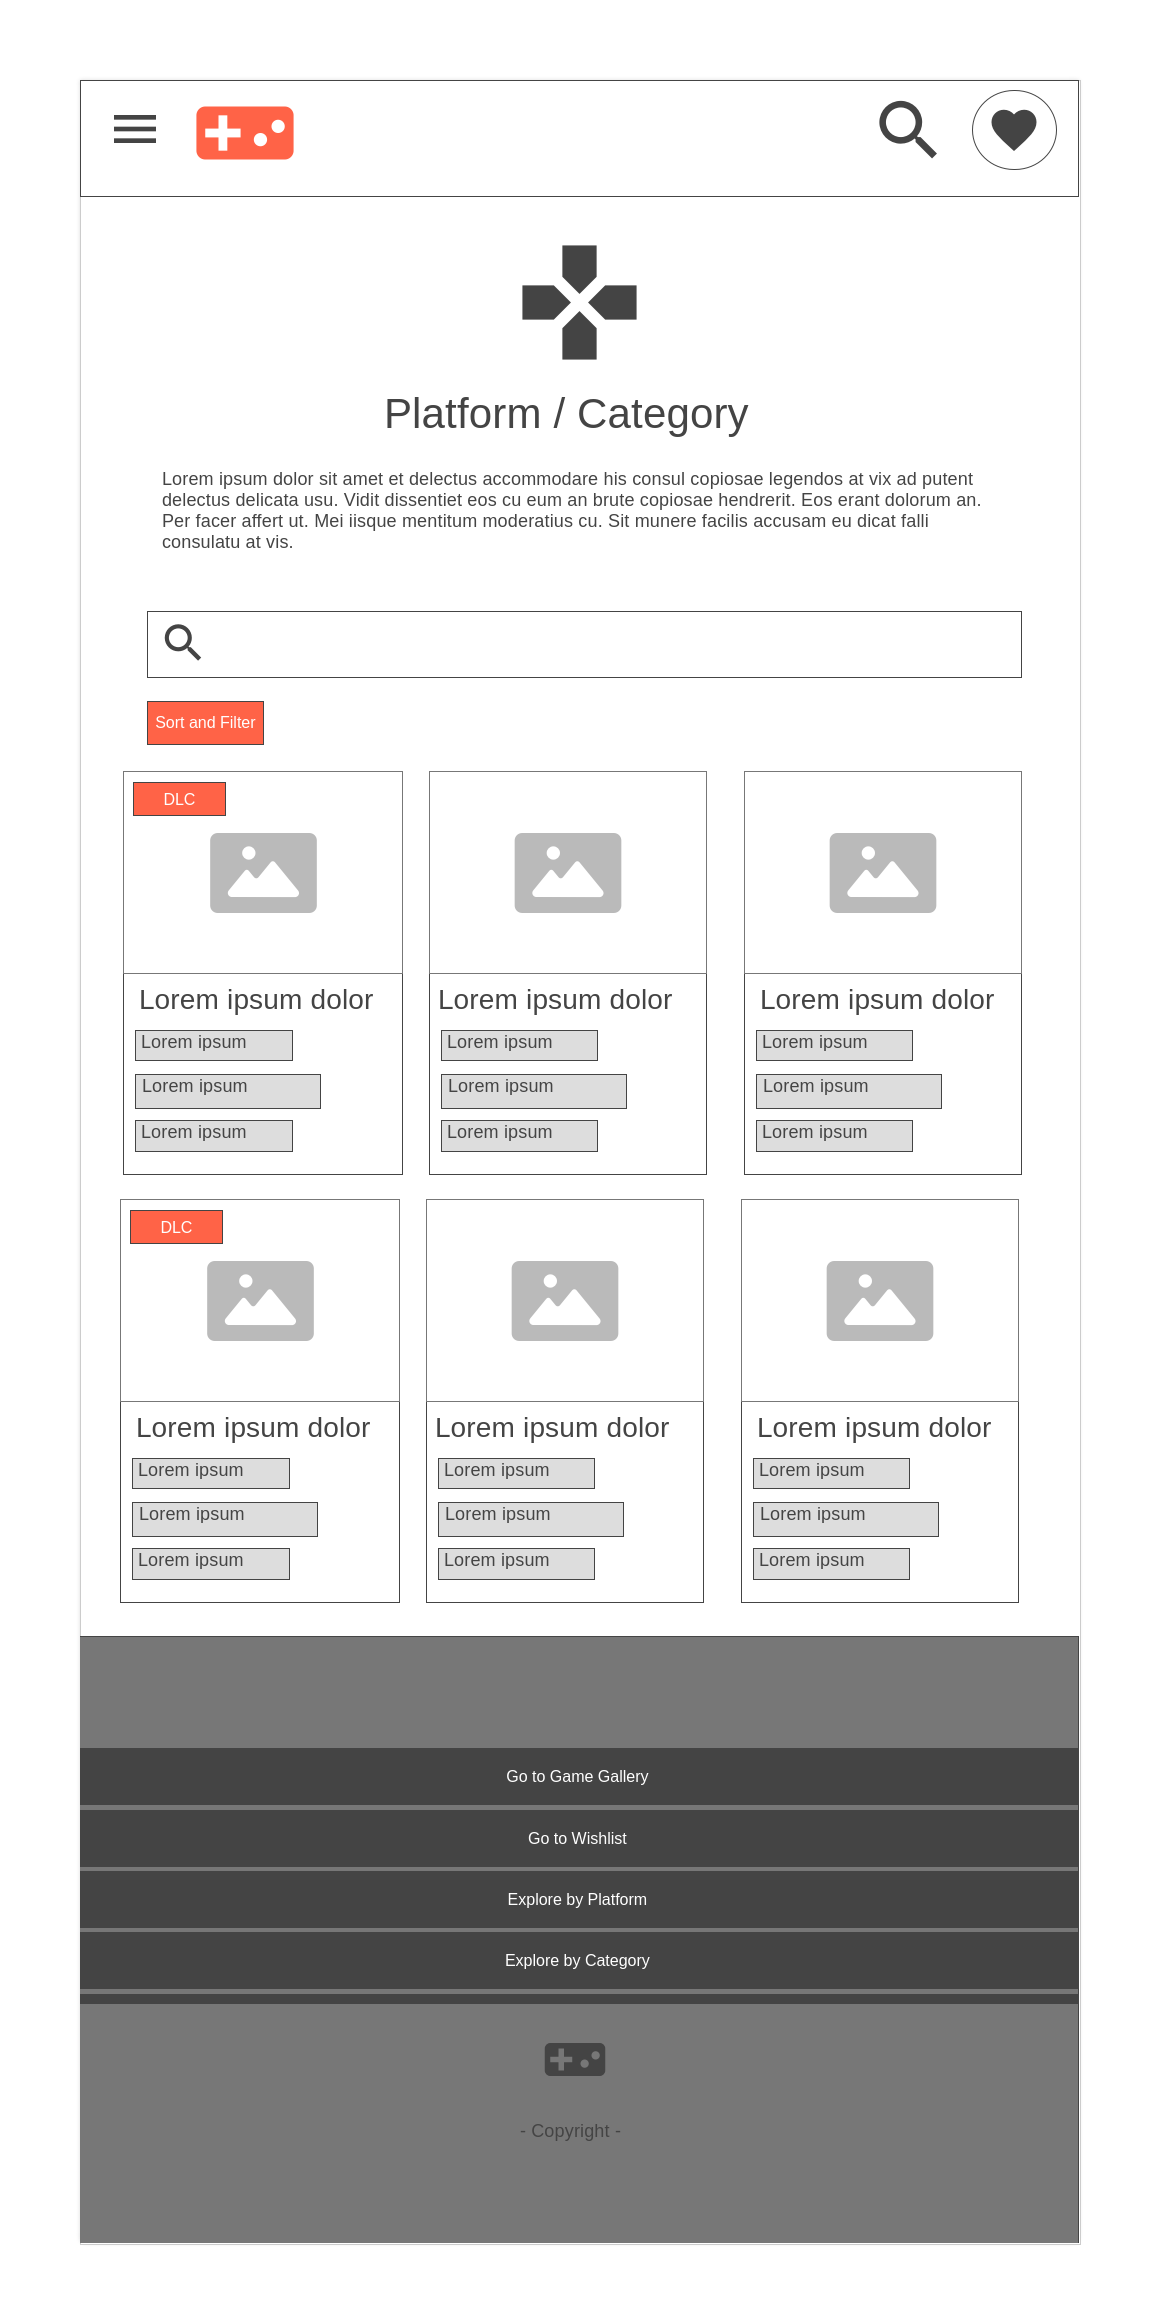 Platform / Category
Lorem ipsum dolor sit amet et delectus accommodare his consul copiosae legendos at vix ad putent
delectus delicata usu. Vidit dissentiet eos cu eum an brute copiosae hendrerit. Eos erant dolorum an.
Per facer affert ut. Mei iisque mentitum moderatius cu. Sit munere facilis accusam eu dicat falli
consulatu at vis.
Sort and Filter
DLC
Lorem ipsum dolor
Lorem ipsum
Lorem ipsum
Lorem ipsum
Lorem ipsum dolor
Lorem ipsum
Lorem ipsum
Lorem ipsum
Lorem ipsum dolor
Lorem ipsum
Lorem ipsum
Lorem ipsum
DLC
Lorem ipsum dolor
Lorem ipsum
Lorem ipsum
Lorem ipsum
Lorem ipsum dolor
Lorem ipsum
Lorem ipsum
Lorem ipsum
Lorem ipsum dolor
Lorem ipsum
Lorem ipsum
Lorem ipsum
Go to Game Gallery
Go to Wishlist
Explore by Platform
Explore by Category
- Copyright -